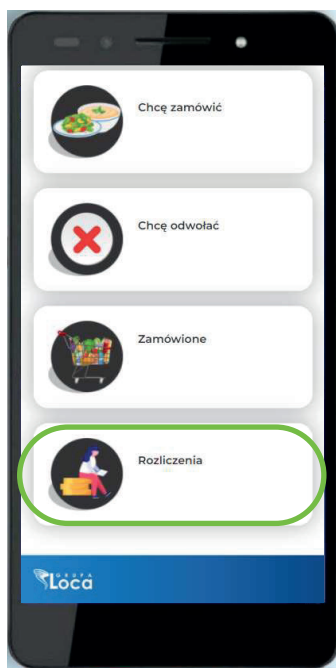 Chcę zamówić
Chcę odwołać
Zamówione
Rozliczenia
GRUPA
Loca